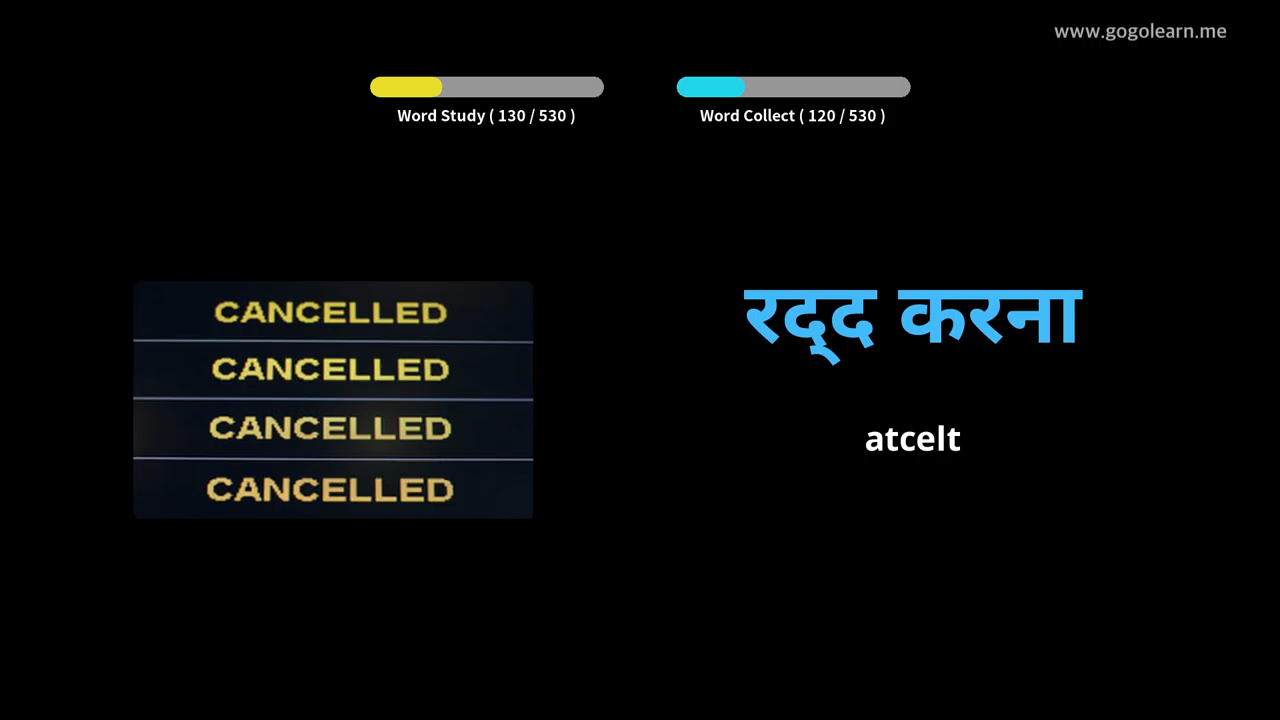 www.gogolearn.me
Word Study ( 130 / 530 )
Word Collect ( 120 / 530 )
CANCELLED
CANCELLED
CANCELLED
CANCELLED
रद्‌द करना
atcelt